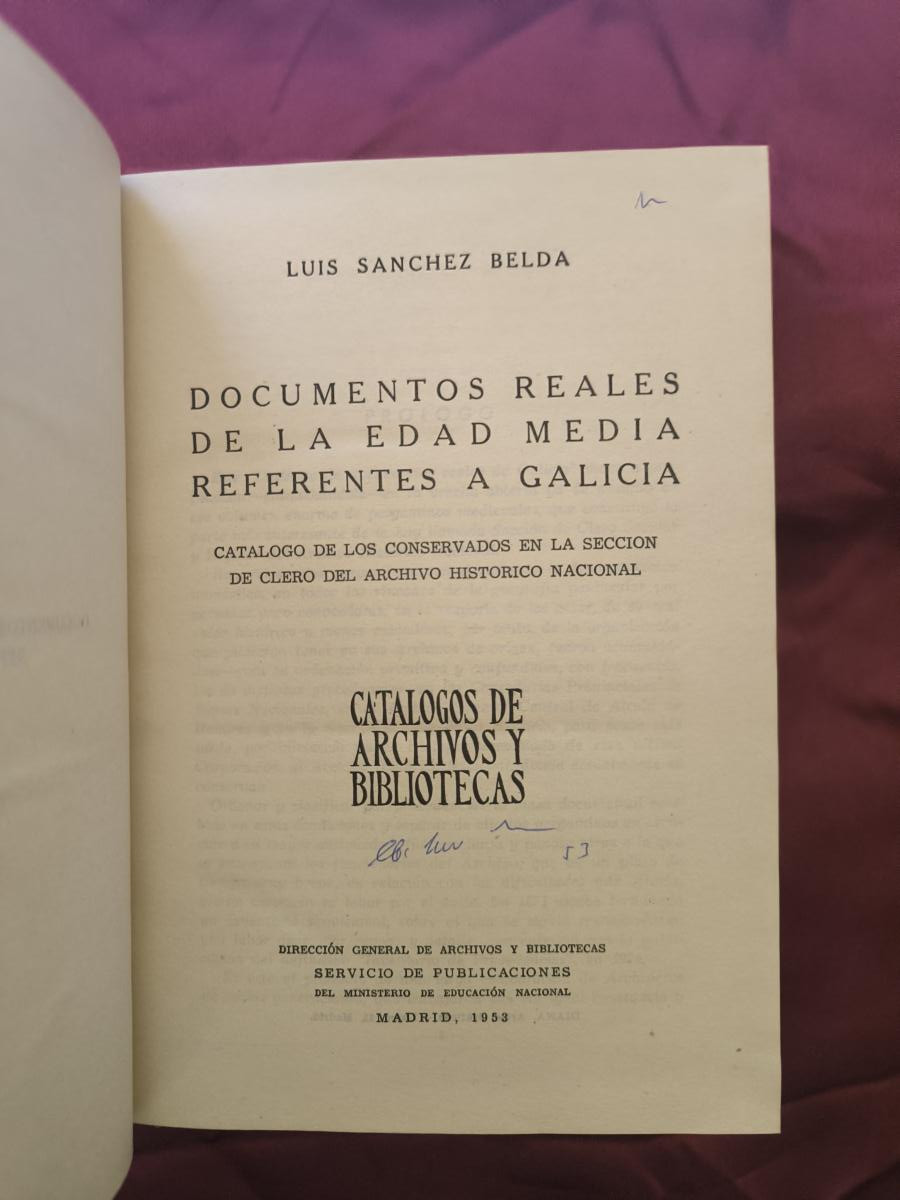 LUIS SANCHEZ BELDA
DOCUMENTOS REALES
DE LA EDAD MEDIA
REFERENTES A GALICIA
CATALOGO DE LOS CONSERVADOS EN LA SECCION
DE CLERO DEL ARCHIVO HISTORICO NACIONAL
CATALOGOS DE
ARCHIVOS Y
BIBLIOTECAS
53
DIRECCIÓN GENERAL DE ARCHIVOS Y BIBLIOTECAS
SERVICIO DE PUBLICACIONES
DEL MINISTERIO DE EDUCACIÓN NACIONAL
MADRID, 1953